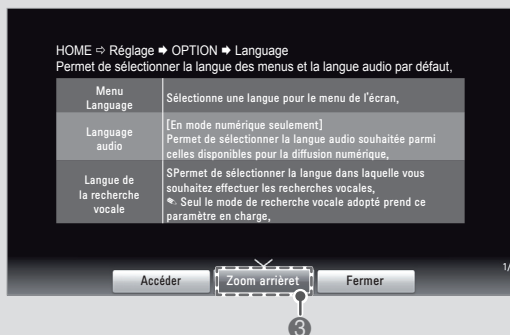 HOME ⇨ Réglage ➡ OPTION ➡ Language
Permet de sélectionner la langue des menus et la langue audio par défaut,
Menu
Language
Sélectionne une langue pour le menu de l'écran,
Language
audio
[En mode numérique seulement]
Permet de sélectionner la langue audio souhaitée parmi
celles disponibles pour la diffusion numérique,
Langue de
la recherche
vocale
SPermet de sélectionner la langue dans laquelle vous
souhaitez effectuer les recherches vocales,
✎ Seul le mode de recherche vocale adopté prend ce
paramètre en charge,
1/
Accéder
Zoom arrièret
Fermer
3